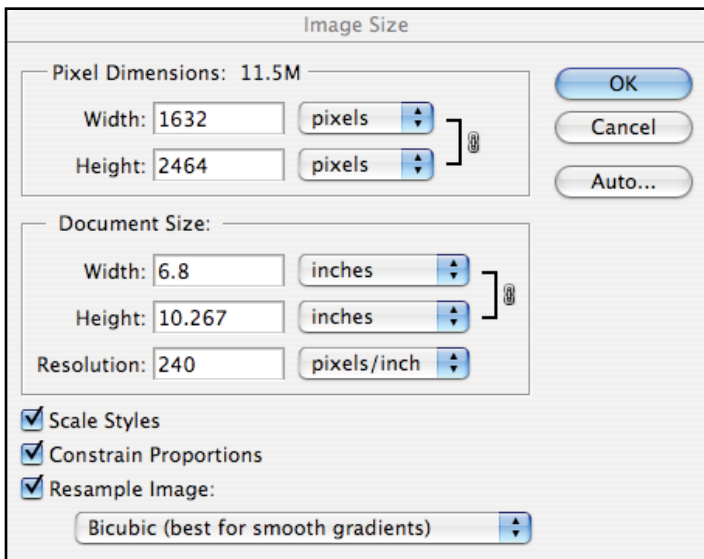 Image Size
Pixel Dimensions: 11.5M
Width: 1632 pixels
Height: 2464 pixels
OK
Cancel
Auto...
Document Size:
Width: 6.8 inches
Height: 10.267 inches
Resolution: 240 pixels/inch
Scale Styles
Constrain Proportions
Resample Image:
Bicubic (best for smooth gradients)